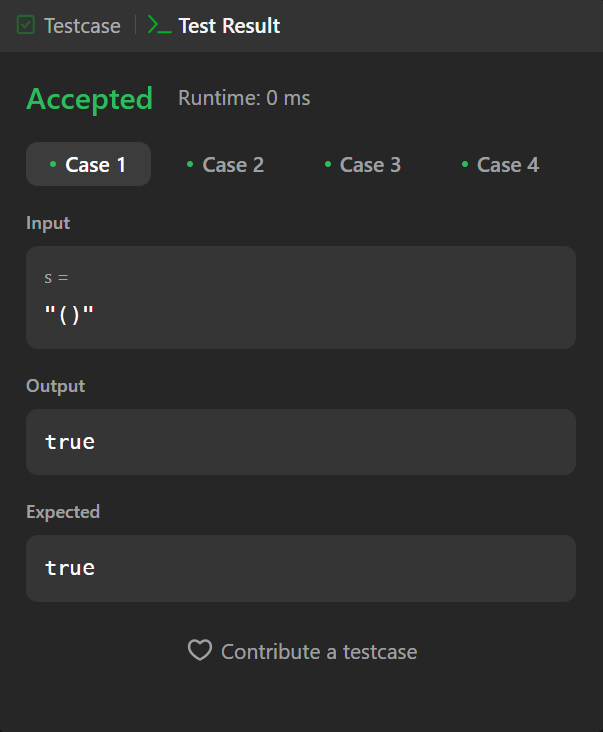 Testcase Test Result
Accepted Runtime: 0 ms
Case 1 Case 2 Case 3 Case 4
Input
s =
"()"
Output
true
Expected
true
Contribute a testcase